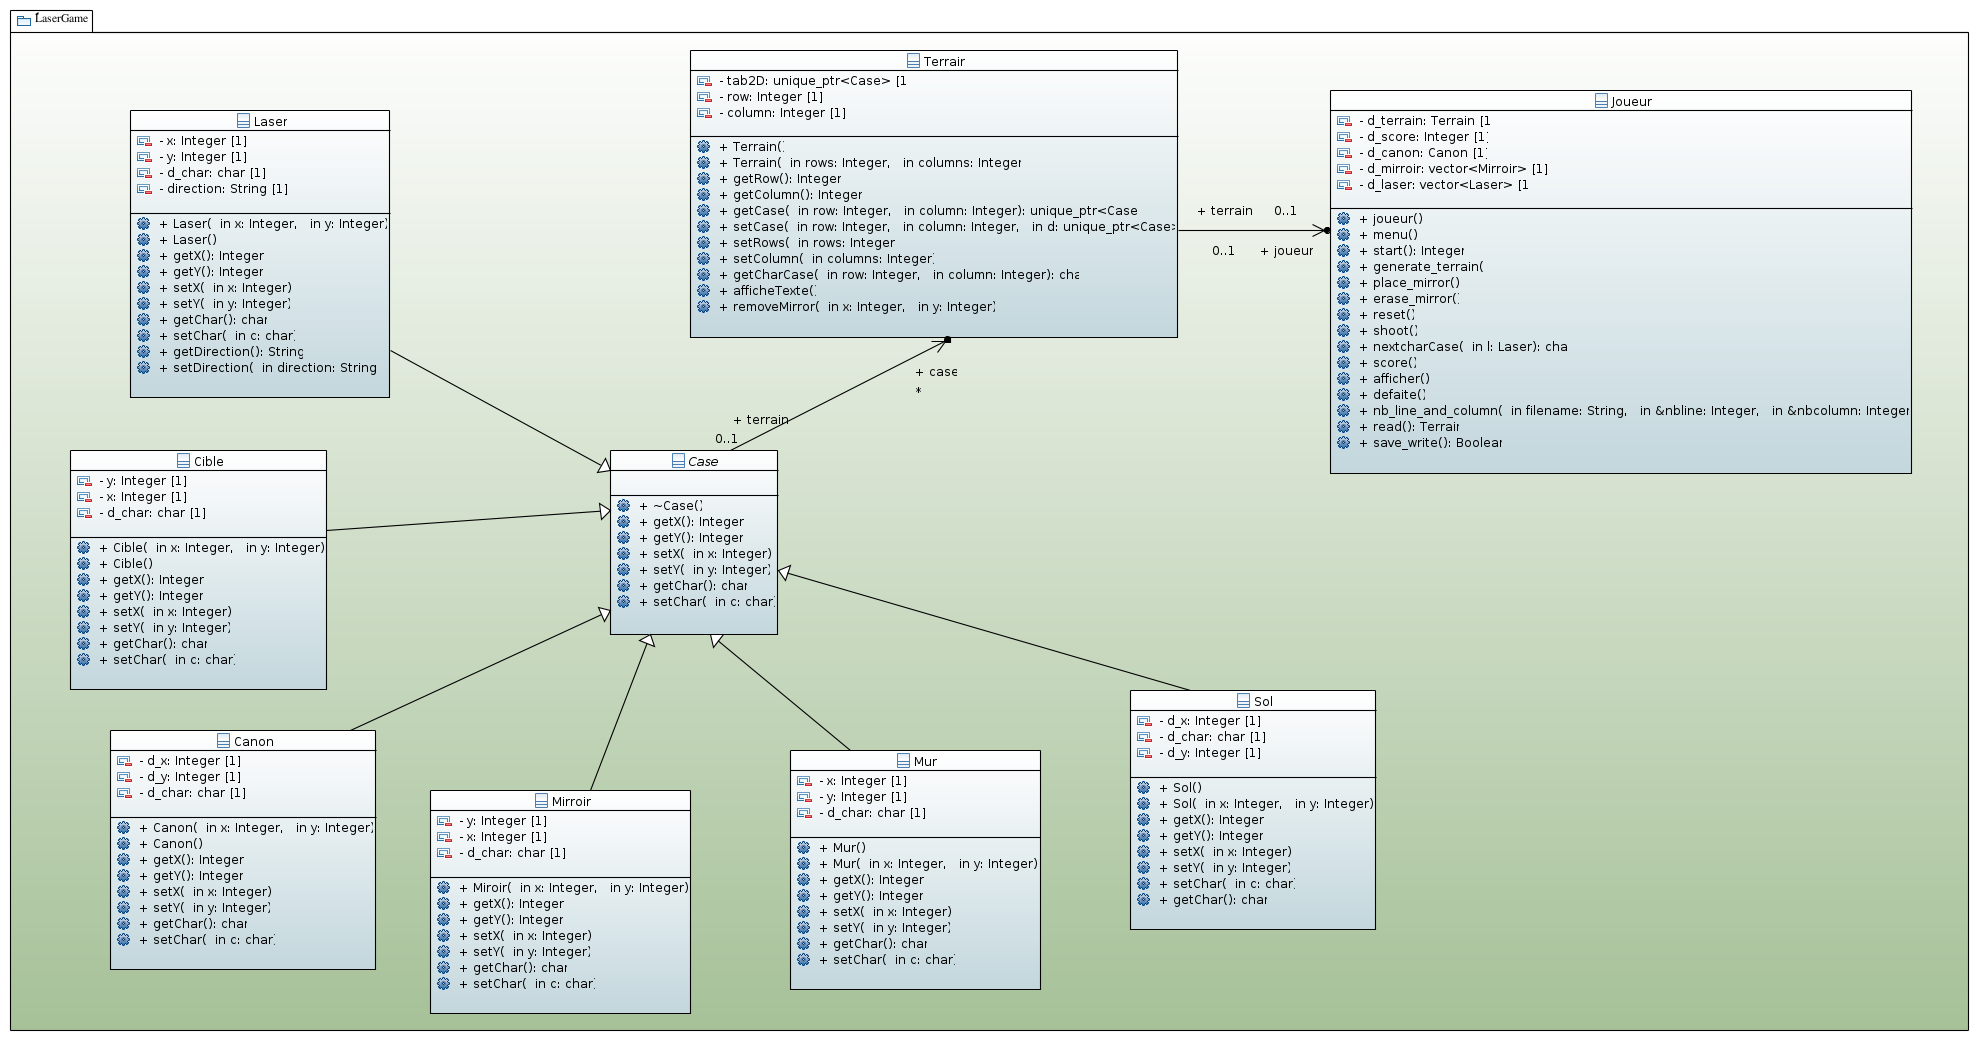 LaserGame
Terrair
- tab2D: unique_ptr<Case> [1
- row: Integer [1]
- column: Integer [1]
+ Terrain()
+ Terrain( in rows: Integer, in columns: Integer
+ getRow(): Integer
+ getColumn(): Integer
+ getCase( in row: Integer, in column: Integer): unique_ptr<Case
+ setCase( in row: Integer, in column: Integer, in d: unique_ptr<Case>
+ setRows( in rows: Integer
+ setColumn( in columns: Integer)
+ getCharCase( in row: Integer, in column: Integer): cha
+ afficheTexte()
+ removeMirror( in x: Integer, in y: Integer)
Joueur
- d_terrain: Terrain [1
- d_score: Integer [1]
- d_canon: Canon [1]
- d_mirroir: vector<Mirroir> [1]
- d_laser: vector<Laser> [1
+ joueur()
+ menu()
+ start(): Integer
+ generate_terrain(
+ place_mirror()
+ erase_mirror()
+ reset()
+ shoot()
+ nextcharCase( in l: Laser): cha
+ score()
+ afficher()
+ defaite()
+ nb_line_and_column( in filename: String, in &nbline: Integer, in &nbcolumn: Integer
+ read(): Terrain
+ save_write(): Boolean
Laser
- x: Integer [1]
- y: Integer [1]
- d_char: char [1]
- direction: String [1]
+ Laser( in x: Integer, in y: Integer)
+ Laser()
+ getX(): Integer
+ getY(): Integer
+ setX( in x: Integer)
+ setY( in y: Integer)
+ getChar(): char
+ setChar( in c: char)
+ getDirection(): String
+ setDirection( in direction: String
+ terrain 0..1
0..1 + joueur
+ case
*
+ terrain
0..1
Cible
- y: Integer [1]
- x: Integer [1]
- d_char: char [1]
+ Cible( in x: Integer, in y: Integer)
+ Cible()
+ getX(): Integer
+ getY(): Integer
+ setX( in x: Integer)
+ setY( in y: Integer)
+ getChar(): char
+ setChar( in c: char)
Case
+ ~Case()
+ getX(): Integer
+ getY(): Integer
+ setX( in x: Integer)
+ setY( in y: Integer)
+ getChar(): char
+ setChar( in c: char)
Canon
- d_x: Integer [1]
- d_y: Integer [1]
- d_char: char [1]
+ Canon( in x: Integer, in y: Integer)
+ Canon()
+ getX(): Integer
+ getY(): Integer
+ setX( in x: Integer)
+ setY( in y: Integer)
+ getChar(): char
+ setChar( in c: char)
Mirroir
- y: Integer [1]
- x: Integer [1]
- d_char: char [1]
+ Miroir( in x: Integer, in y: Integer)
+ getX(): Integer
+ getY(): Integer
+ setX( in x: Integer)
+ setY( in y: Integer)
+ getChar(): char
+ setChar( in c: char)
Mur
- x: Integer [1]
- y: Integer [1]
- d_char: char [1]
+ Mur()
+ Mur( in x: Integer, in y: Integer)
+ getX(): Integer
+ getY(): Integer
+ setX( in x: Integer)
+ setY( in y: Integer)
+ getChar(): char
+ setChar( in c: char)
Sol
- d_x: Integer [1]
- d_char: char [1]
- d_y: Integer [1]
+ Sol()
+ Sol( in x: Integer, in y: Integer)
+ getX(): Integer
+ getY(): Integer
+ setX( in x: Integer)
+ setY( in y: Integer)
+ setChar( in c: char)
+ getChar(): char